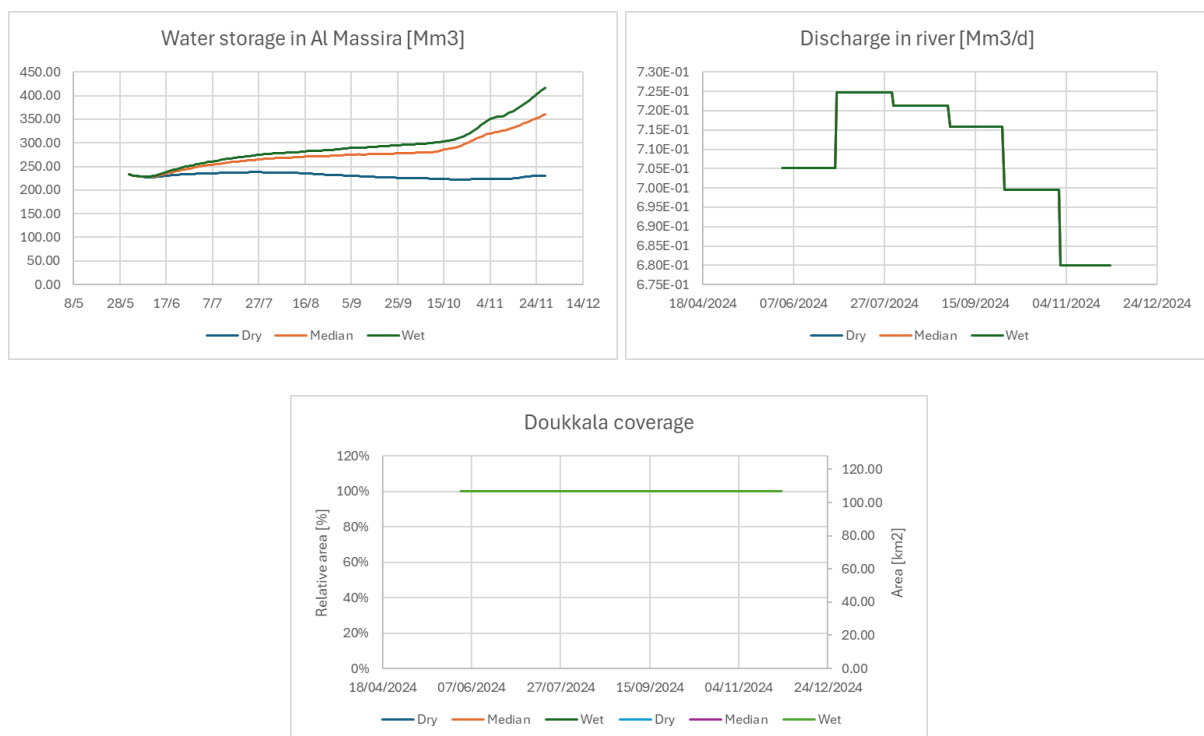 Water storage in Al Massira [Mm3]
450.00
400.00
350.00
300.00
250.00
200.00
150.00
100.00
50.00
0.00
8/5 28/5 17/6 7/7 27/7 16/8 5/9 25/9 15/10 4/11 24/11 14/12
Dry Median Wet
Discharge in river [Mm3/d]
7.30E-01
7.25E-01
7.20E-01
7.15E-01
7.10E-01
7.05E-01
7.00E-01
6.95E-01
6.90E-01
6.85E-01
6.80E-01
6.75E-01
18/04/2024 07/06/2024 27/07/2024 15/09/2024 04/11/2024 24/12/2024
Dry Median Wet
Doukkala coverage
Relative area [%]
120%
100%
80%
60%
40%
20%
0%
120.00
100.00
80.00
60.00
40.00
20.00
0.00
Area [km2]
18/04/2024 07/06/2024 27/07/2024 15/09/2024 04/11/2024 24/12/2024
Dry Median Wet Dry Median Wet